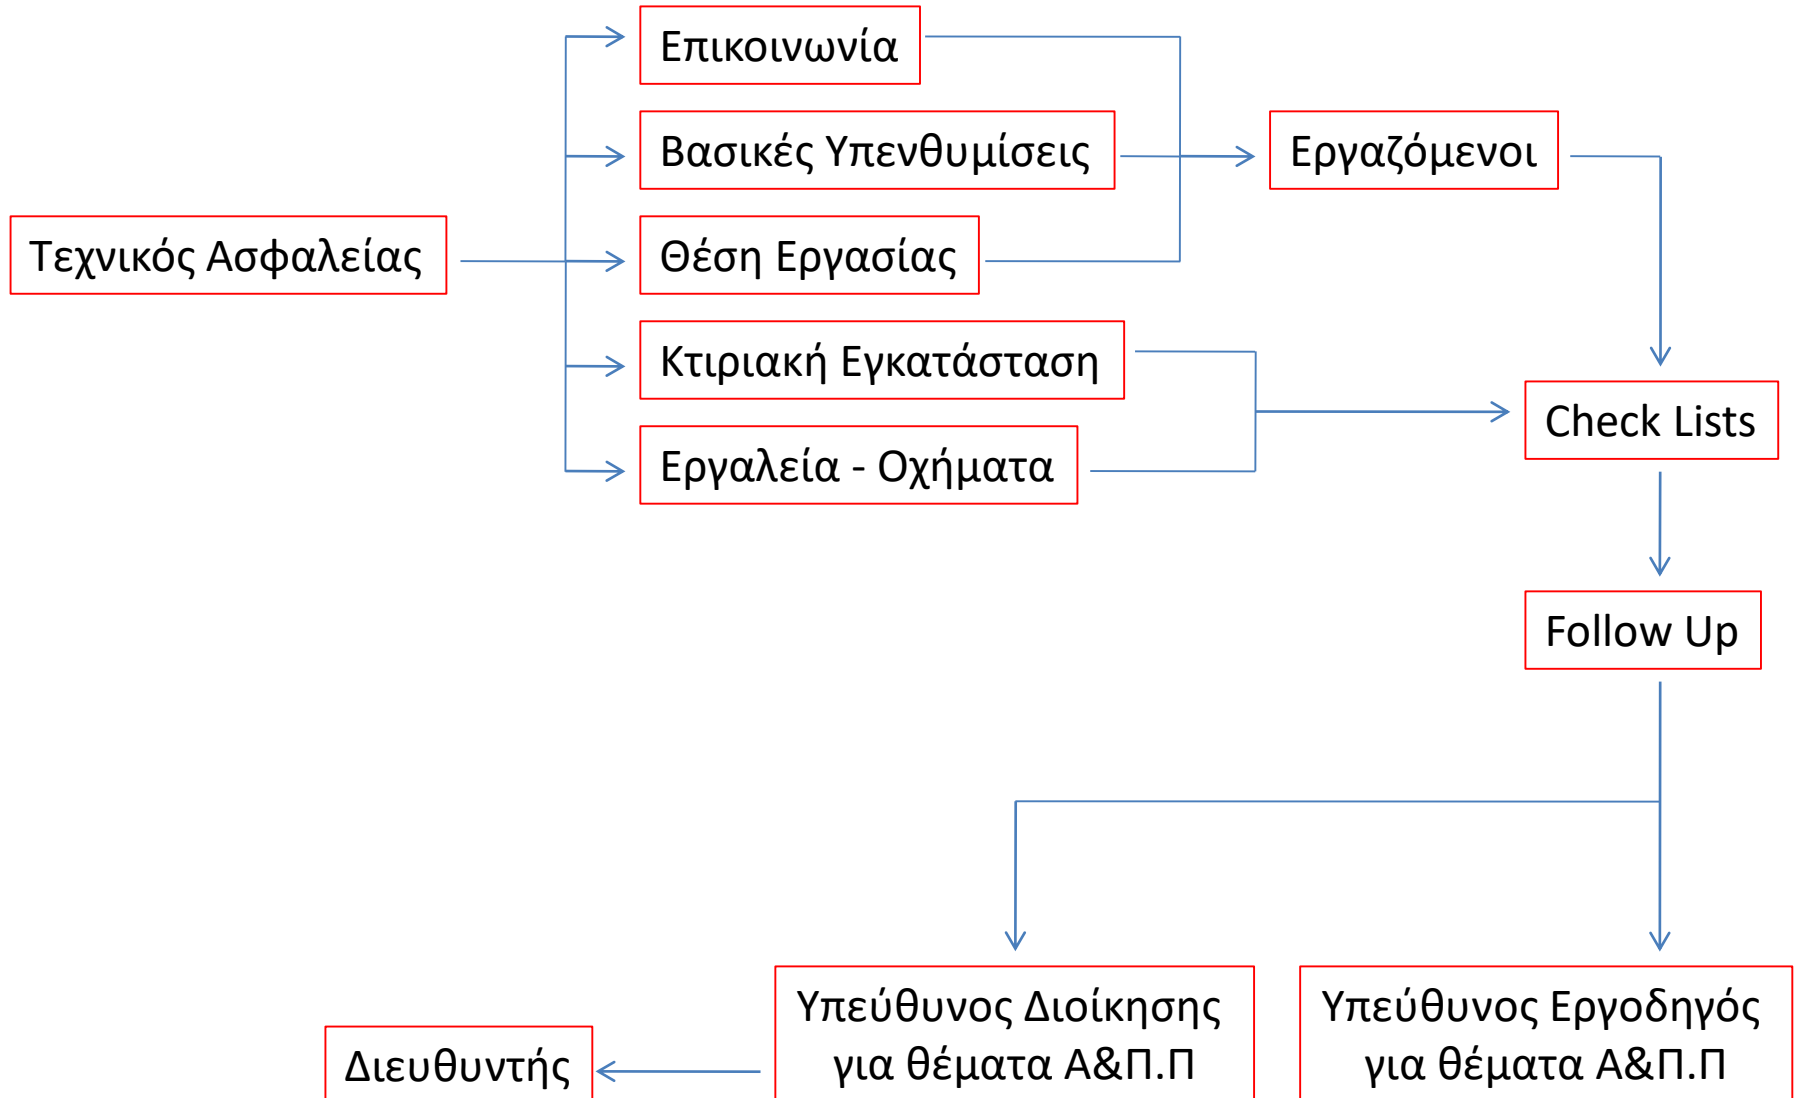 Επικοινωνία
Βασικές Υπενθυμίσεις
Εργαζόμενοι
Τεχνικός Ασφαλείας
Θέση Εργασίας
Κτιριακή Εγκατάσταση
Check Lists
Εργαλεία - Οχήματα
Follow Up
Υπεύθυνος Διοίκησης
για θέματα Α&Π.Π
Υπεύθυνος Εργοδηγός
για θέματα Α&Π.Π
Διευθυντής